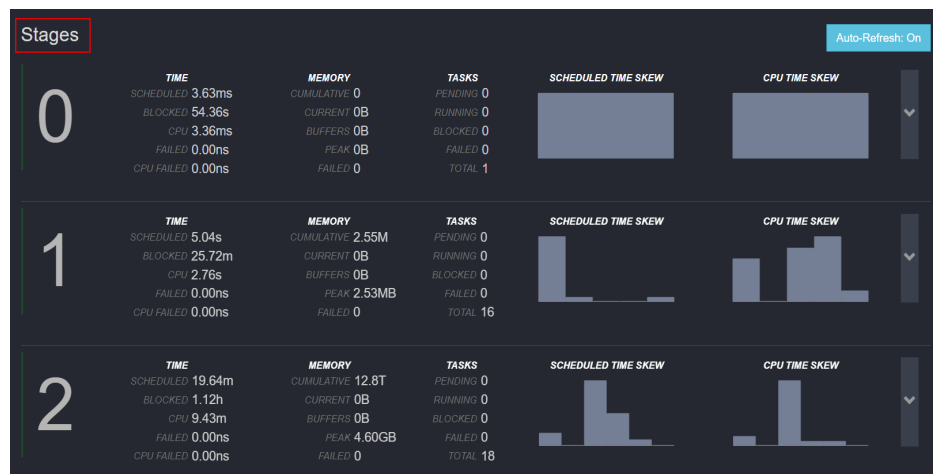 Stages
Auto-Refresh: On
0
TIME
SCHEDULED 3.63ms
BLOCKED 54.36s
CPU 3.36ms
FAILED 0.00ns
CPU FAILED 0.00ns
MEMORY
CUMULATIVE 0
CURRENT 0B
BUFFERS 0B
PEAK 0B
FAILED 0
TASKS
PENDING 0
RUNNING 0
BLOCKED 0
FAILED 0
TOTAL 1
SCHEDULED TIME SKEW
CPU TIME SKEW
1
TIME
SCHEDULED 5.04s
BLOCKED 25.72m
CPU 2.76s
FAILED 0.00ns
CPU FAILED 0.00ns
MEMORY
CUMULATIVE 2.55M
CURRENT 0B
BUFFERS 0B
PEAK 2.53MB
FAILED 0
TASKS
PENDING 0
RUNNING 0
BLOCKED 0
FAILED 0
TOTAL 16
SCHEDULED TIME SKEW
CPU TIME SKEW
2
TIME
SCHEDULED 19.64m
BLOCKED 1.12h
CPU 9.43m
FAILED 0.00ns
CPU FAILED 0.00ns
MEMORY
CUMULATIVE 12.8T
CURRENT 0B
BUFFERS 0B
PEAK 4.60GB
FAILED 0
TASKS
PENDING 0
RUNNING 0
BLOCKED 0
FAILED 0
TOTAL 18
SCHEDULED TIME SKEW
CPU TIME SKEW